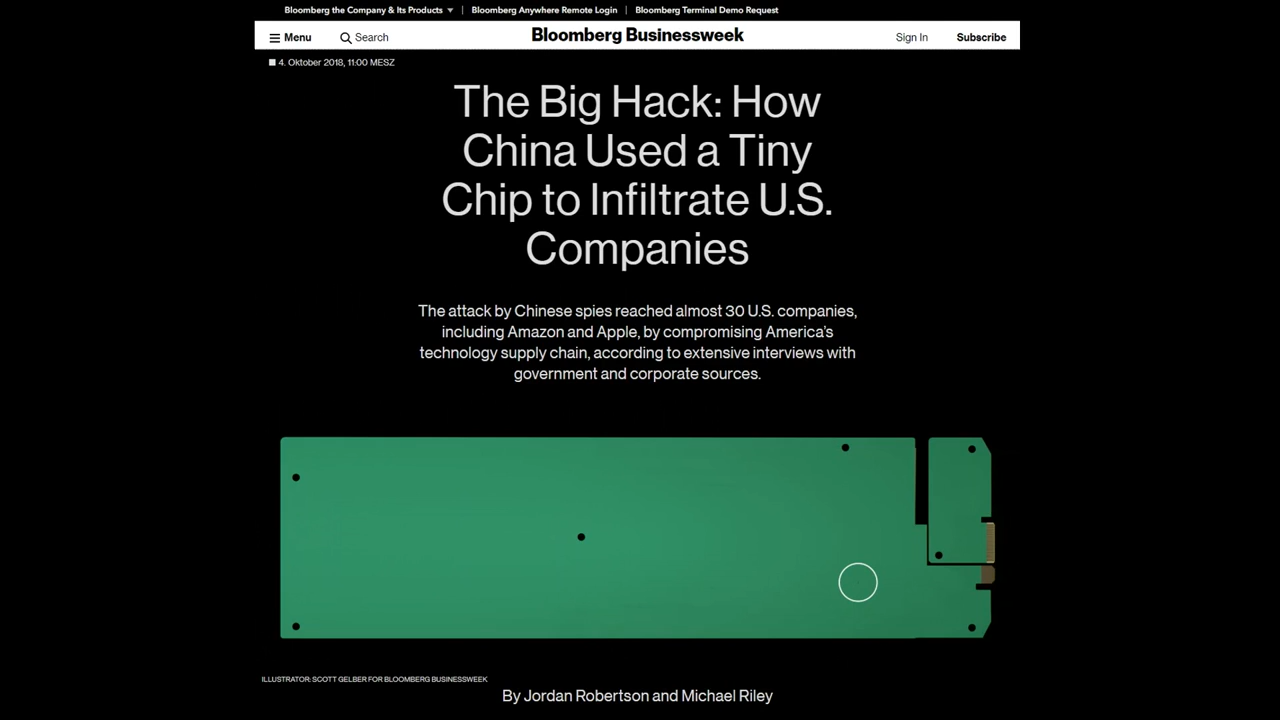 Bloomberg the Company & Its Products
Bloomberg Anywhere Remote Login
Bloomberg Terminal Demo Request
Menu
Search
Bloomberg Businessweek
Sign In
Subscribe
4. Oktober 2018, 11:00 MESZ
The Big Hack: How
China Used a Tiny
Chip to Infiltrate U.S.
Companies
The attack by Chinese spies reached almost 30 U.S. companies,
including Amazon and Apple, by compromising America's
technology supply chain, according to extensive interviews with
government and corporate sources.
ILLUSTRATOR: SCOTT GELBER FOR BLOOMBERG BUSINESSWEEK
By Jordan Robertson and Michael Riley